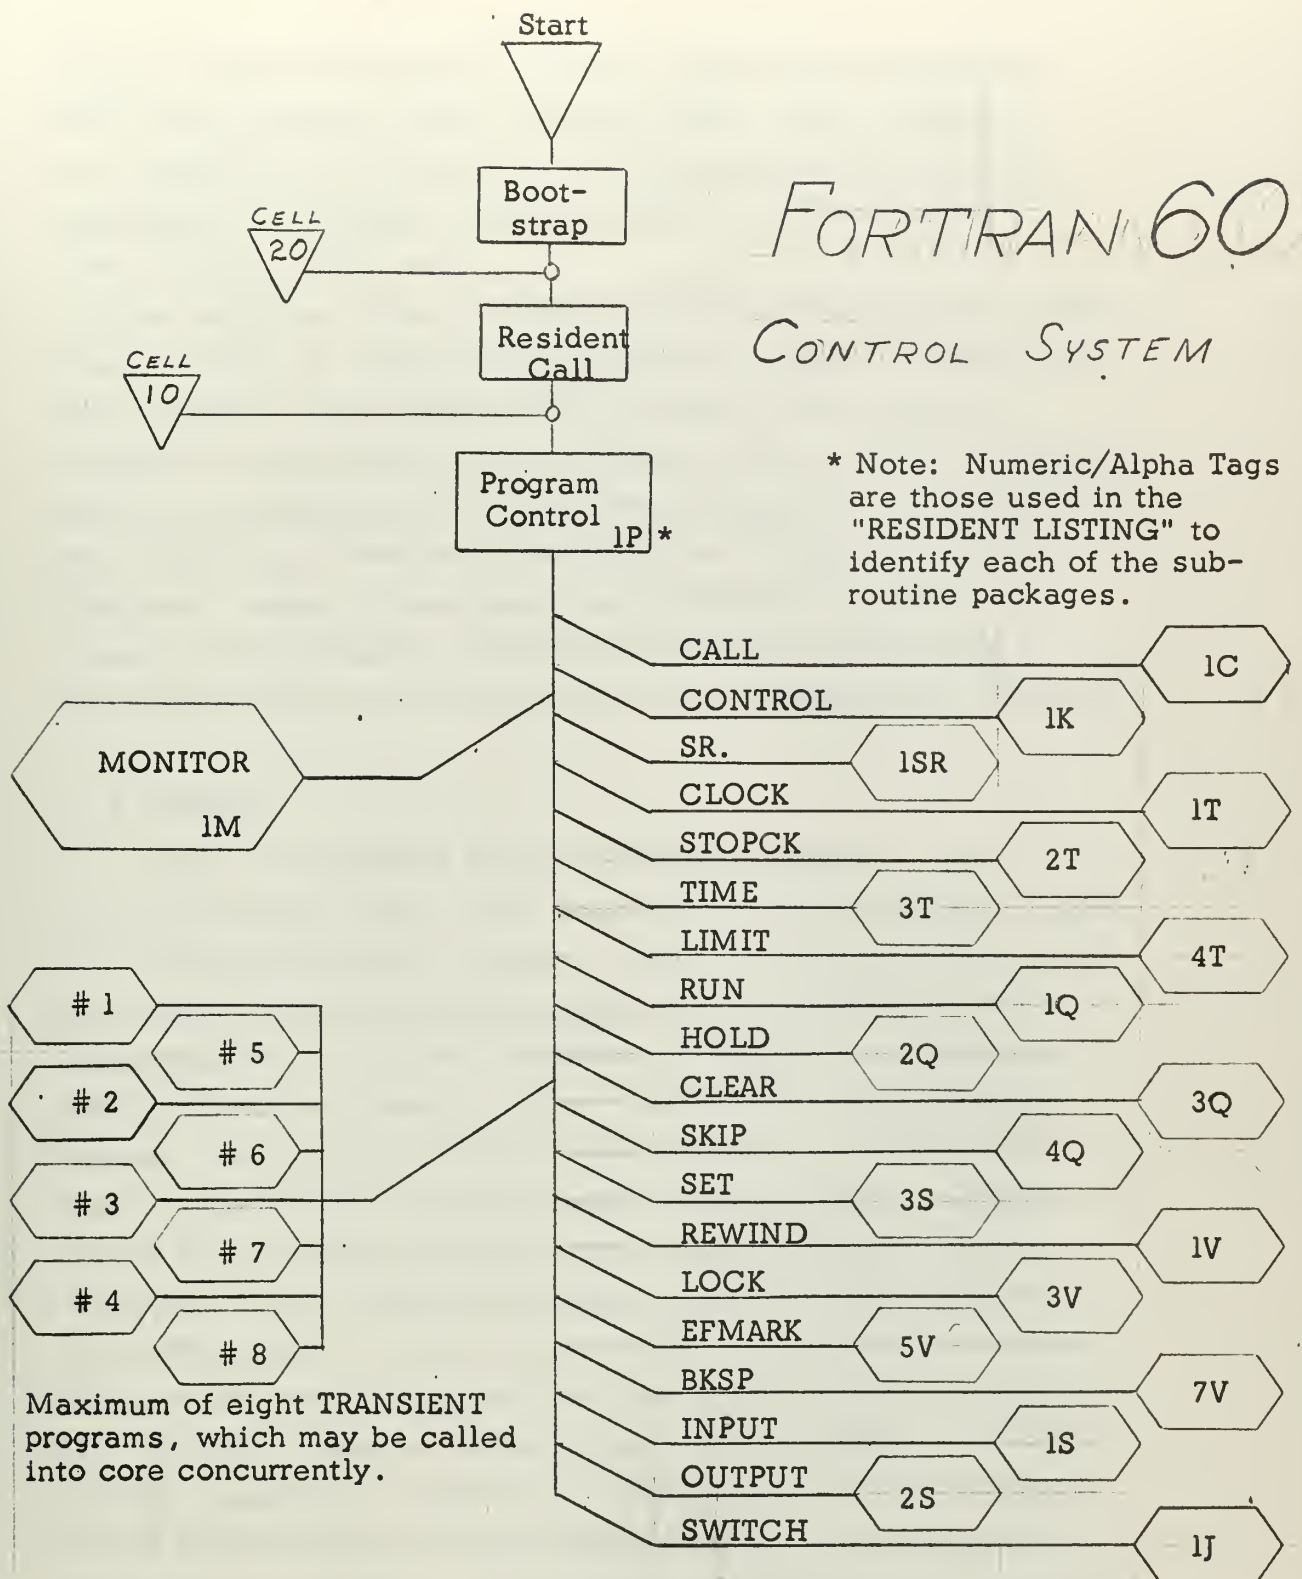 Start
Boot-
strap
CELL
20
FORTRAN 60
Resident
Call
CONTROL SYSTEM
CELL
10
Program
Control
1P *
* Note: Numeric/Alpha Tags
are those used in the
"RESIDENT LISTING" to
identify each of the sub-
routine packages.
CALL 1C
CONTROL 1K
SR. 1SR
MONITOR
1M
CLOCK 1T
STOPCK 2T
TIME 3T
LIMIT 4T
RUN 1Q
HOLD 2Q
CLEAR 3Q
SKIP 4Q
SET 3S
REWIND 1V
LOCK 3V
EFMARK 5V
BKSP 7V
INPUT 1S
OUTPUT 2S
SWITCH 1J
# 1
# 5
# 2
# 6
# 3
# 7
# 4
# 8
Maximum of eight TRANSIENT
programs, which may be called
into core concurrently.